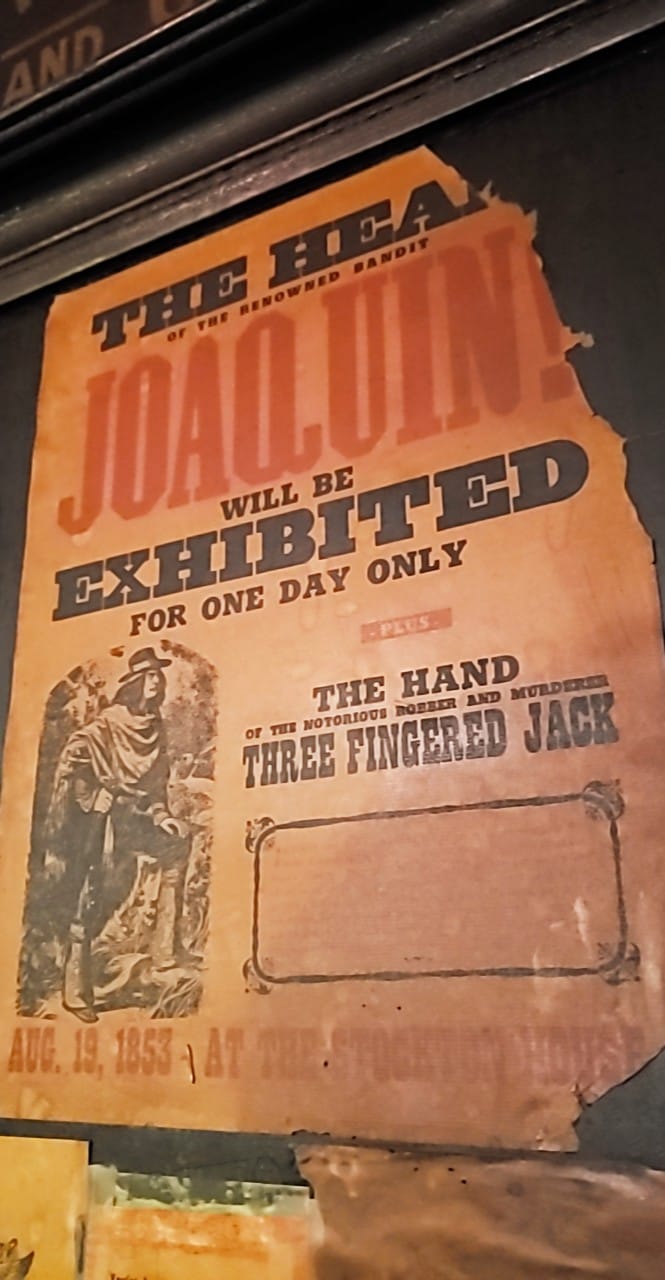 AND
THE HEA
OF THE RENOWNED BANDIT
JOAQUIN!
WILL BE
EXHIBITED
FOR ONE DAY ONLY
-PLUS-
THE HAND
OF THE NOTORIOUS ROBBER AND MURDERER
THREE FINGERED JACK
AUG. 19, 1853 - AT THE STOCKTON HOUSE